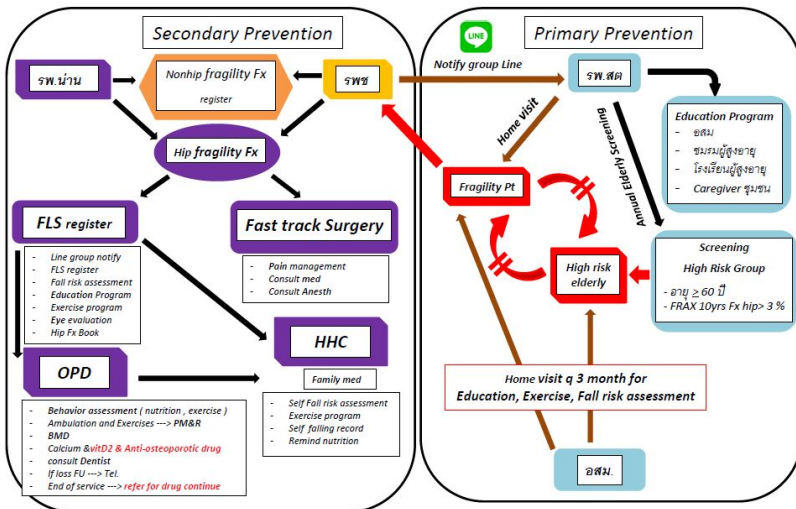 Secondary Prevention
รพ.น่าน
Nonhip fragility Fx
register
รพช
Hip fragility Fx
FLS register
- Line group notify
- FLS register
- Fall risk assessment
- Education Program
- Exercise program
- Eye evaluation
- Hip Fx Book
Fast track Surgery
- Pain management
- Consult med
- Consult Anesth
OPD
- Behavior assessment ( nutrition , exercise )
- Ambulation and Exercises ---> PM&R
- BMD
- Calcium &vitD2 & Anti-osteoporotic drug
- consult Dentist
- If loss FU ---> Tel.
- End of service ---> refer for drug continue
HHC
Family med
- Self Fall risk assessment
- Exercise program
- Self falling record
- Remind nutrition
LINE
Primary Prevention
Notify group Line
รพ.สต
Home visit
Annual Elderly Screening
Education Program
- อสม
- ชมรมผู้สูงอายุ
- โรงเรียนผู้สูงอายุ
- Caregiver ชุมชน
Fragility Pt
High risk
elderly
Screening
High Risk Group
- อายุ ≥ 60 ปี
- FRAX 10yrs Fx hip> 3 %
Home visit q 3 month for
Education, Exercise, Fall risk assessment
อสม.